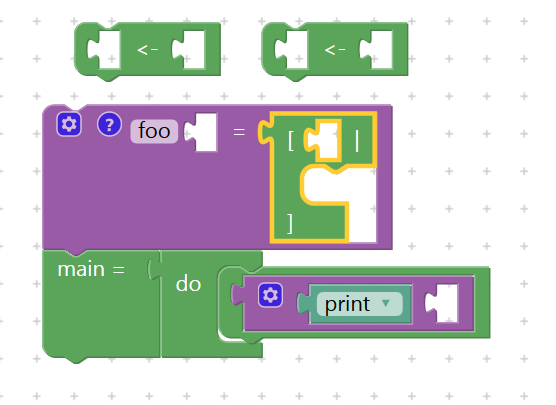 <- <-
? foo = [ |
]
main = do
print ▼